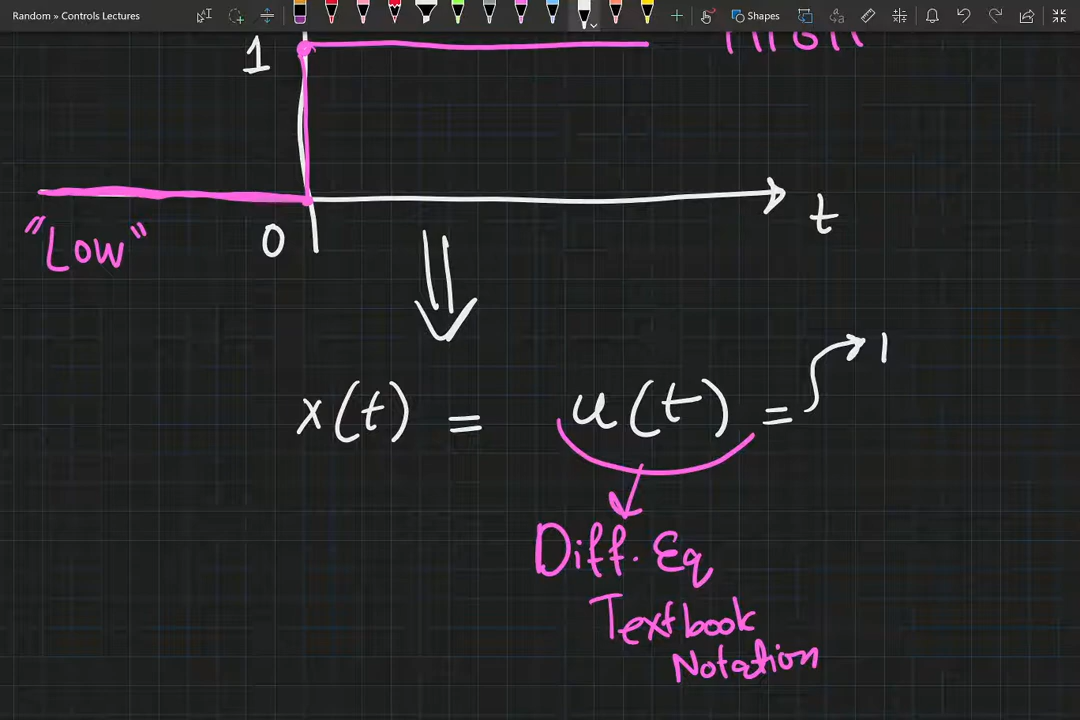 Random » Controls Lectures
Shapes
1
"Low"
0
t
x(t) = u(t) = 1
Diff. Eq
Textbook
Notation